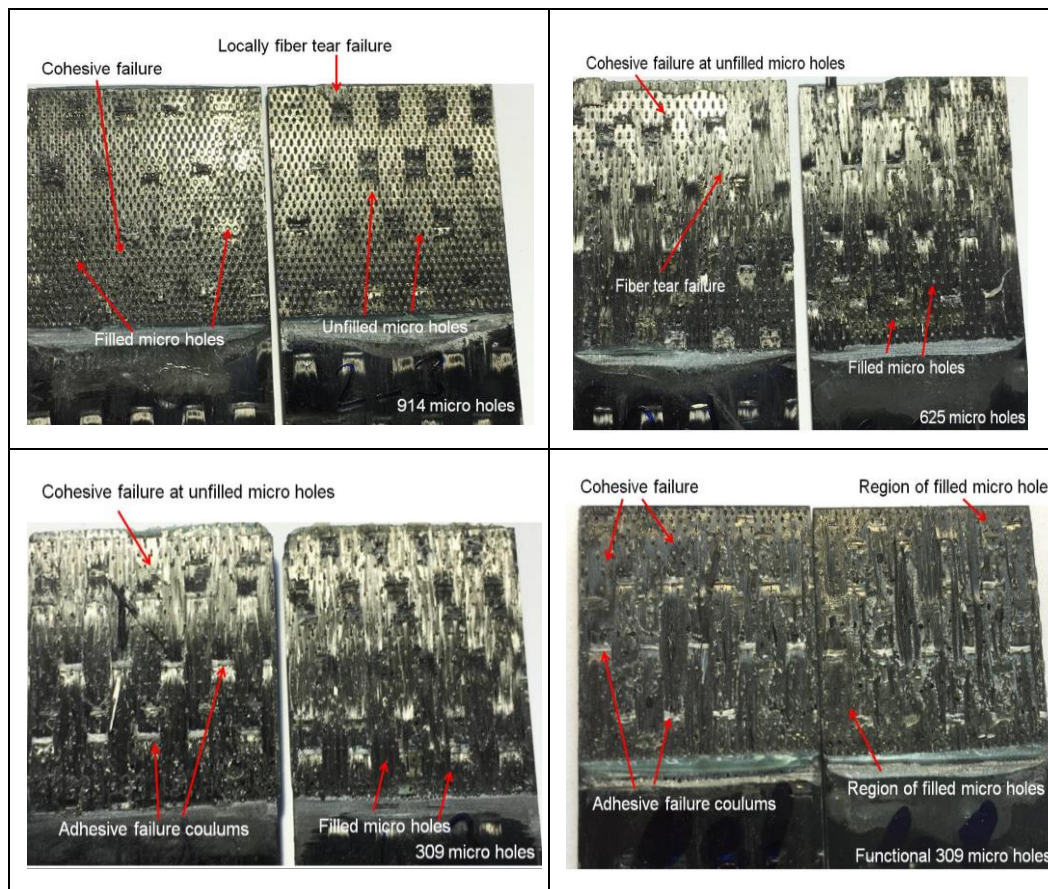 Locally fiber tear failure
Cohesive failure
Filled micro holes
Unfilled micro holes
914 micro holes
Cohesive failure at unfilled micro holes
Fiber tear failure
Filled micro holes
625 micro holes
Cohesive failure at unfilled micro holes
Adhesive failure coulums
Filled micro holes
309 micro holes
Cohesive failure
Region of filled micro hole
Adhesive failure coulums
Region of filled micro holes
Functional 309 micro holes